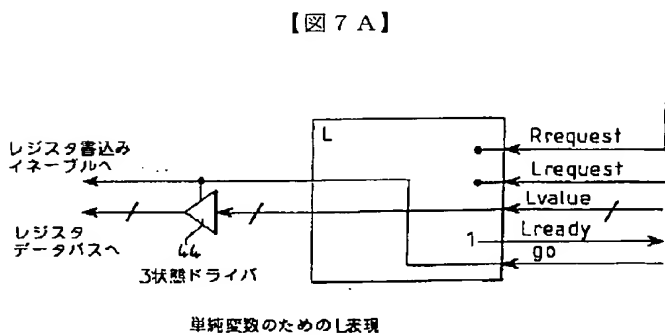 【図7A】
L
Rrequest
Lrequest
Lvalue
1
Lready
go
レジスタ書込み
イネーブルへ
レジスタ
データバスへ
44
3状態ドライバ
単純変数のためのL表現